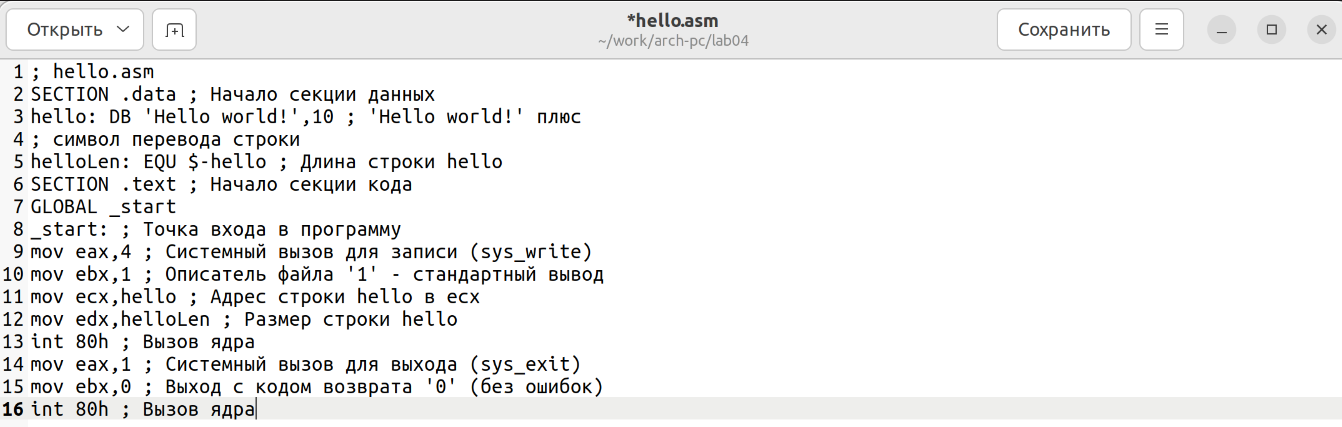 Открыть
*hello.asm
~/work/arch-pc/lab04
Сохранить
1 ; hello.asm
2 SECTION .data ; Начало секции данных
3 hello: DB 'Hello world!',10 ; 'Hello world!' плюс
4 ; символ перевода строки
5 helloLen: EQU $-hello ; Длина строки hello
6 SECTION .text ; Начало секции кода
7 GLOBAL _start
8 _start: ; Точка входа в программу
9 mov eax,4 ; Системный вызов для записи (sys_write)
10 mov ebx,1 ; Описатель файла '1' - стандартный вывод
11 mov ecx,hello ; Адрес строки hello в ecx
12 mov edx,helloLen ; Размер строки hello
13 int 80h ; Вызов ядра
14 mov eax,1 ; Системный вызов для выхода (sys_exit)
15 mov ebx,0 ; Выход с кодом возврата '0' (без ошибок)
16 int 80h ; Вызов ядра